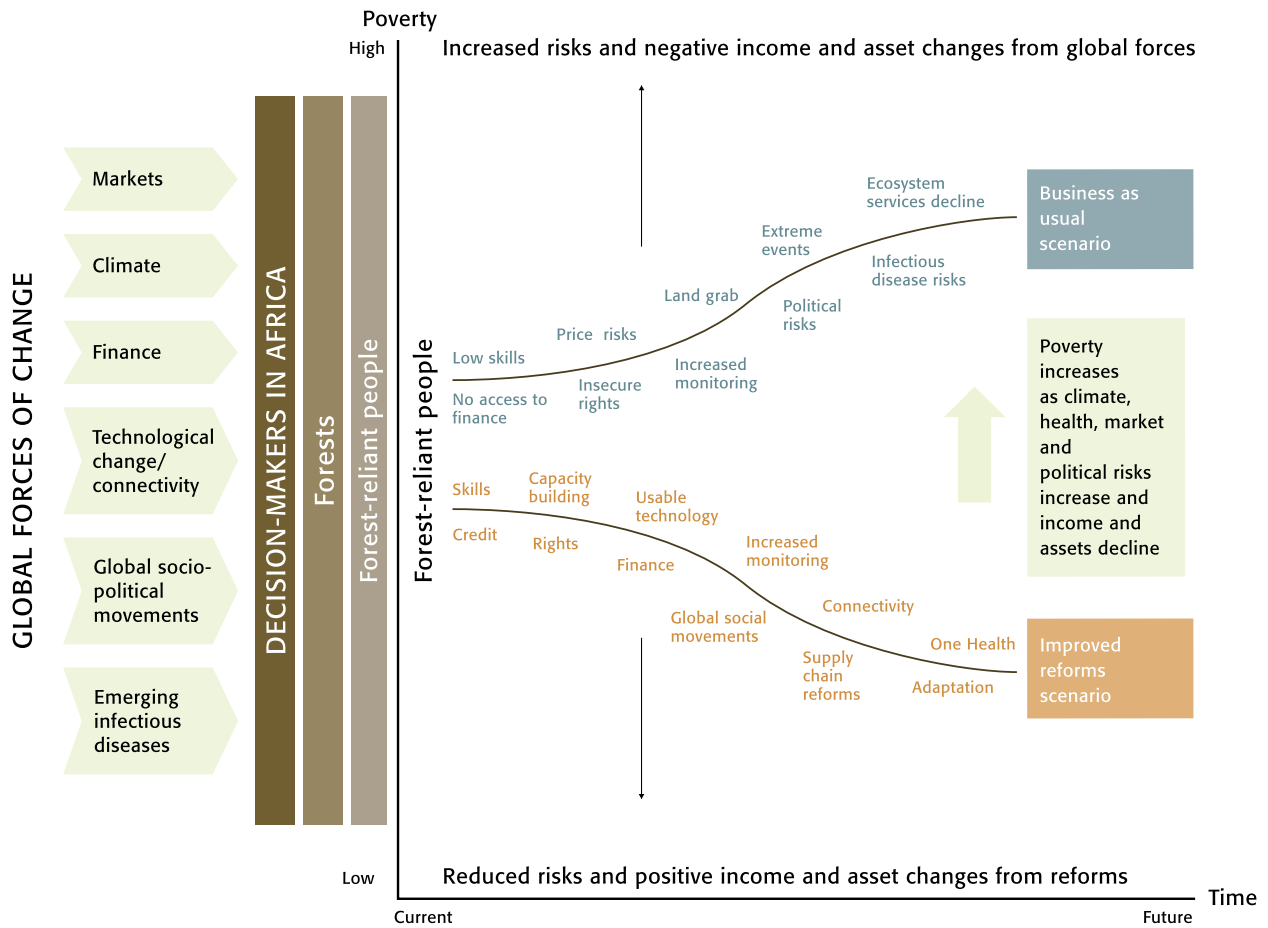 Poverty
High
Increased risks and negative income and asset changes from global forces
GLOBAL FORCES OF CHANGE
Markets
Climate
Finance
Technological
change/
connectivity
Global socio-
political
movements
Emerging
infectious
diseases
DECISION-MAKERS IN AFRICA
Forests
Forest-reliant people
Forest-reliant people
Low skills
No access to
finance
Price risks
Insecure
rights
Land grab
Increased
monitoring
Extreme
events
Political
risks
Ecosystem
services decline
Infectious
disease risks
Business as
usual
scenario
Poverty
increases
as climate,
health, market
and
political risks
increase and
income and
assets decline
Skills
Credit
Capacity
building
Rights
Usable
technology
Finance
Increased
monitoring
Global social
movements
Connectivity
Supply
chain
reforms
One Health
Adaptation
Improved
reforms
scenario
Low
Reduced risks and positive income and asset changes from reforms
Time
Current
Future